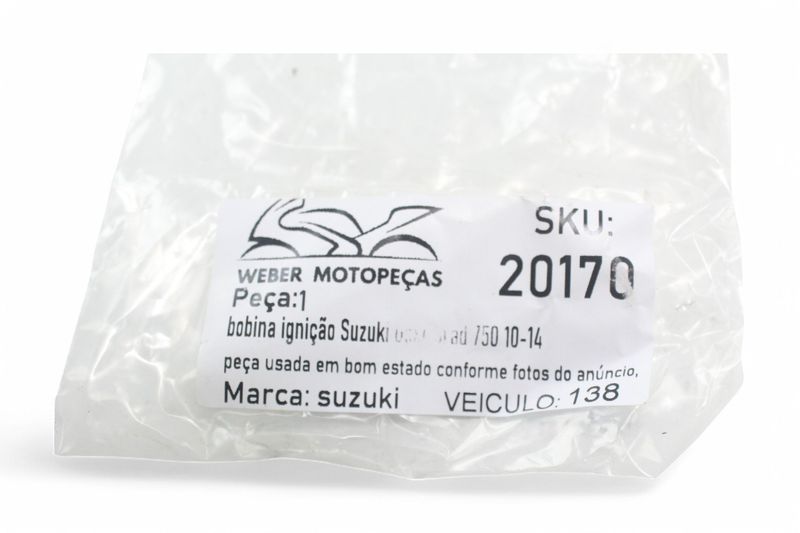 WEBER MOTOPEÇAS
SKU:
20170
Peça:1
bobina ignição Suzuki 750 10-14
peça usada em bom estado conforme fotos do anúncio,
Marca: suzuki VEICULO: 138